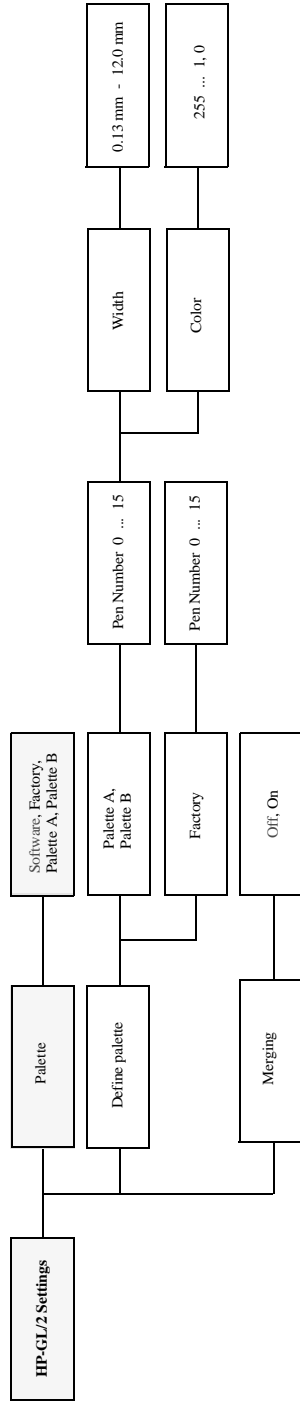 HP-GL/2 Settings
Palette
Software, Factory,
Palette A, Palette B
Define palette
Palette A,
Palette B
Pen Number 0 ... 15
Width
0.13 mm - 12.0 mm
Color
255 ... 1, 0
Factory
Pen Number 0 ... 15
Merging
Off, On